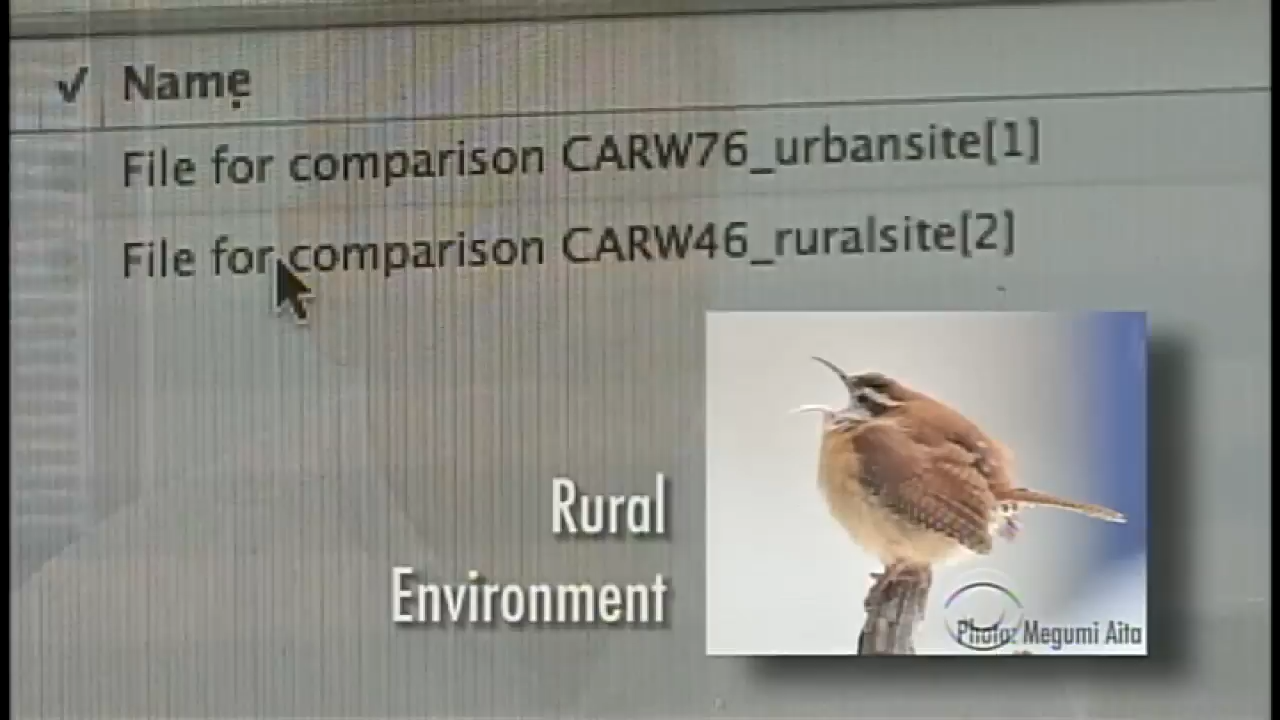 ✓ Name
File for comparison CARW76_urbansite[1]
File for comparison CARW46_ruralsite[2]
Rural
Environment
Photo: Megumi Aita